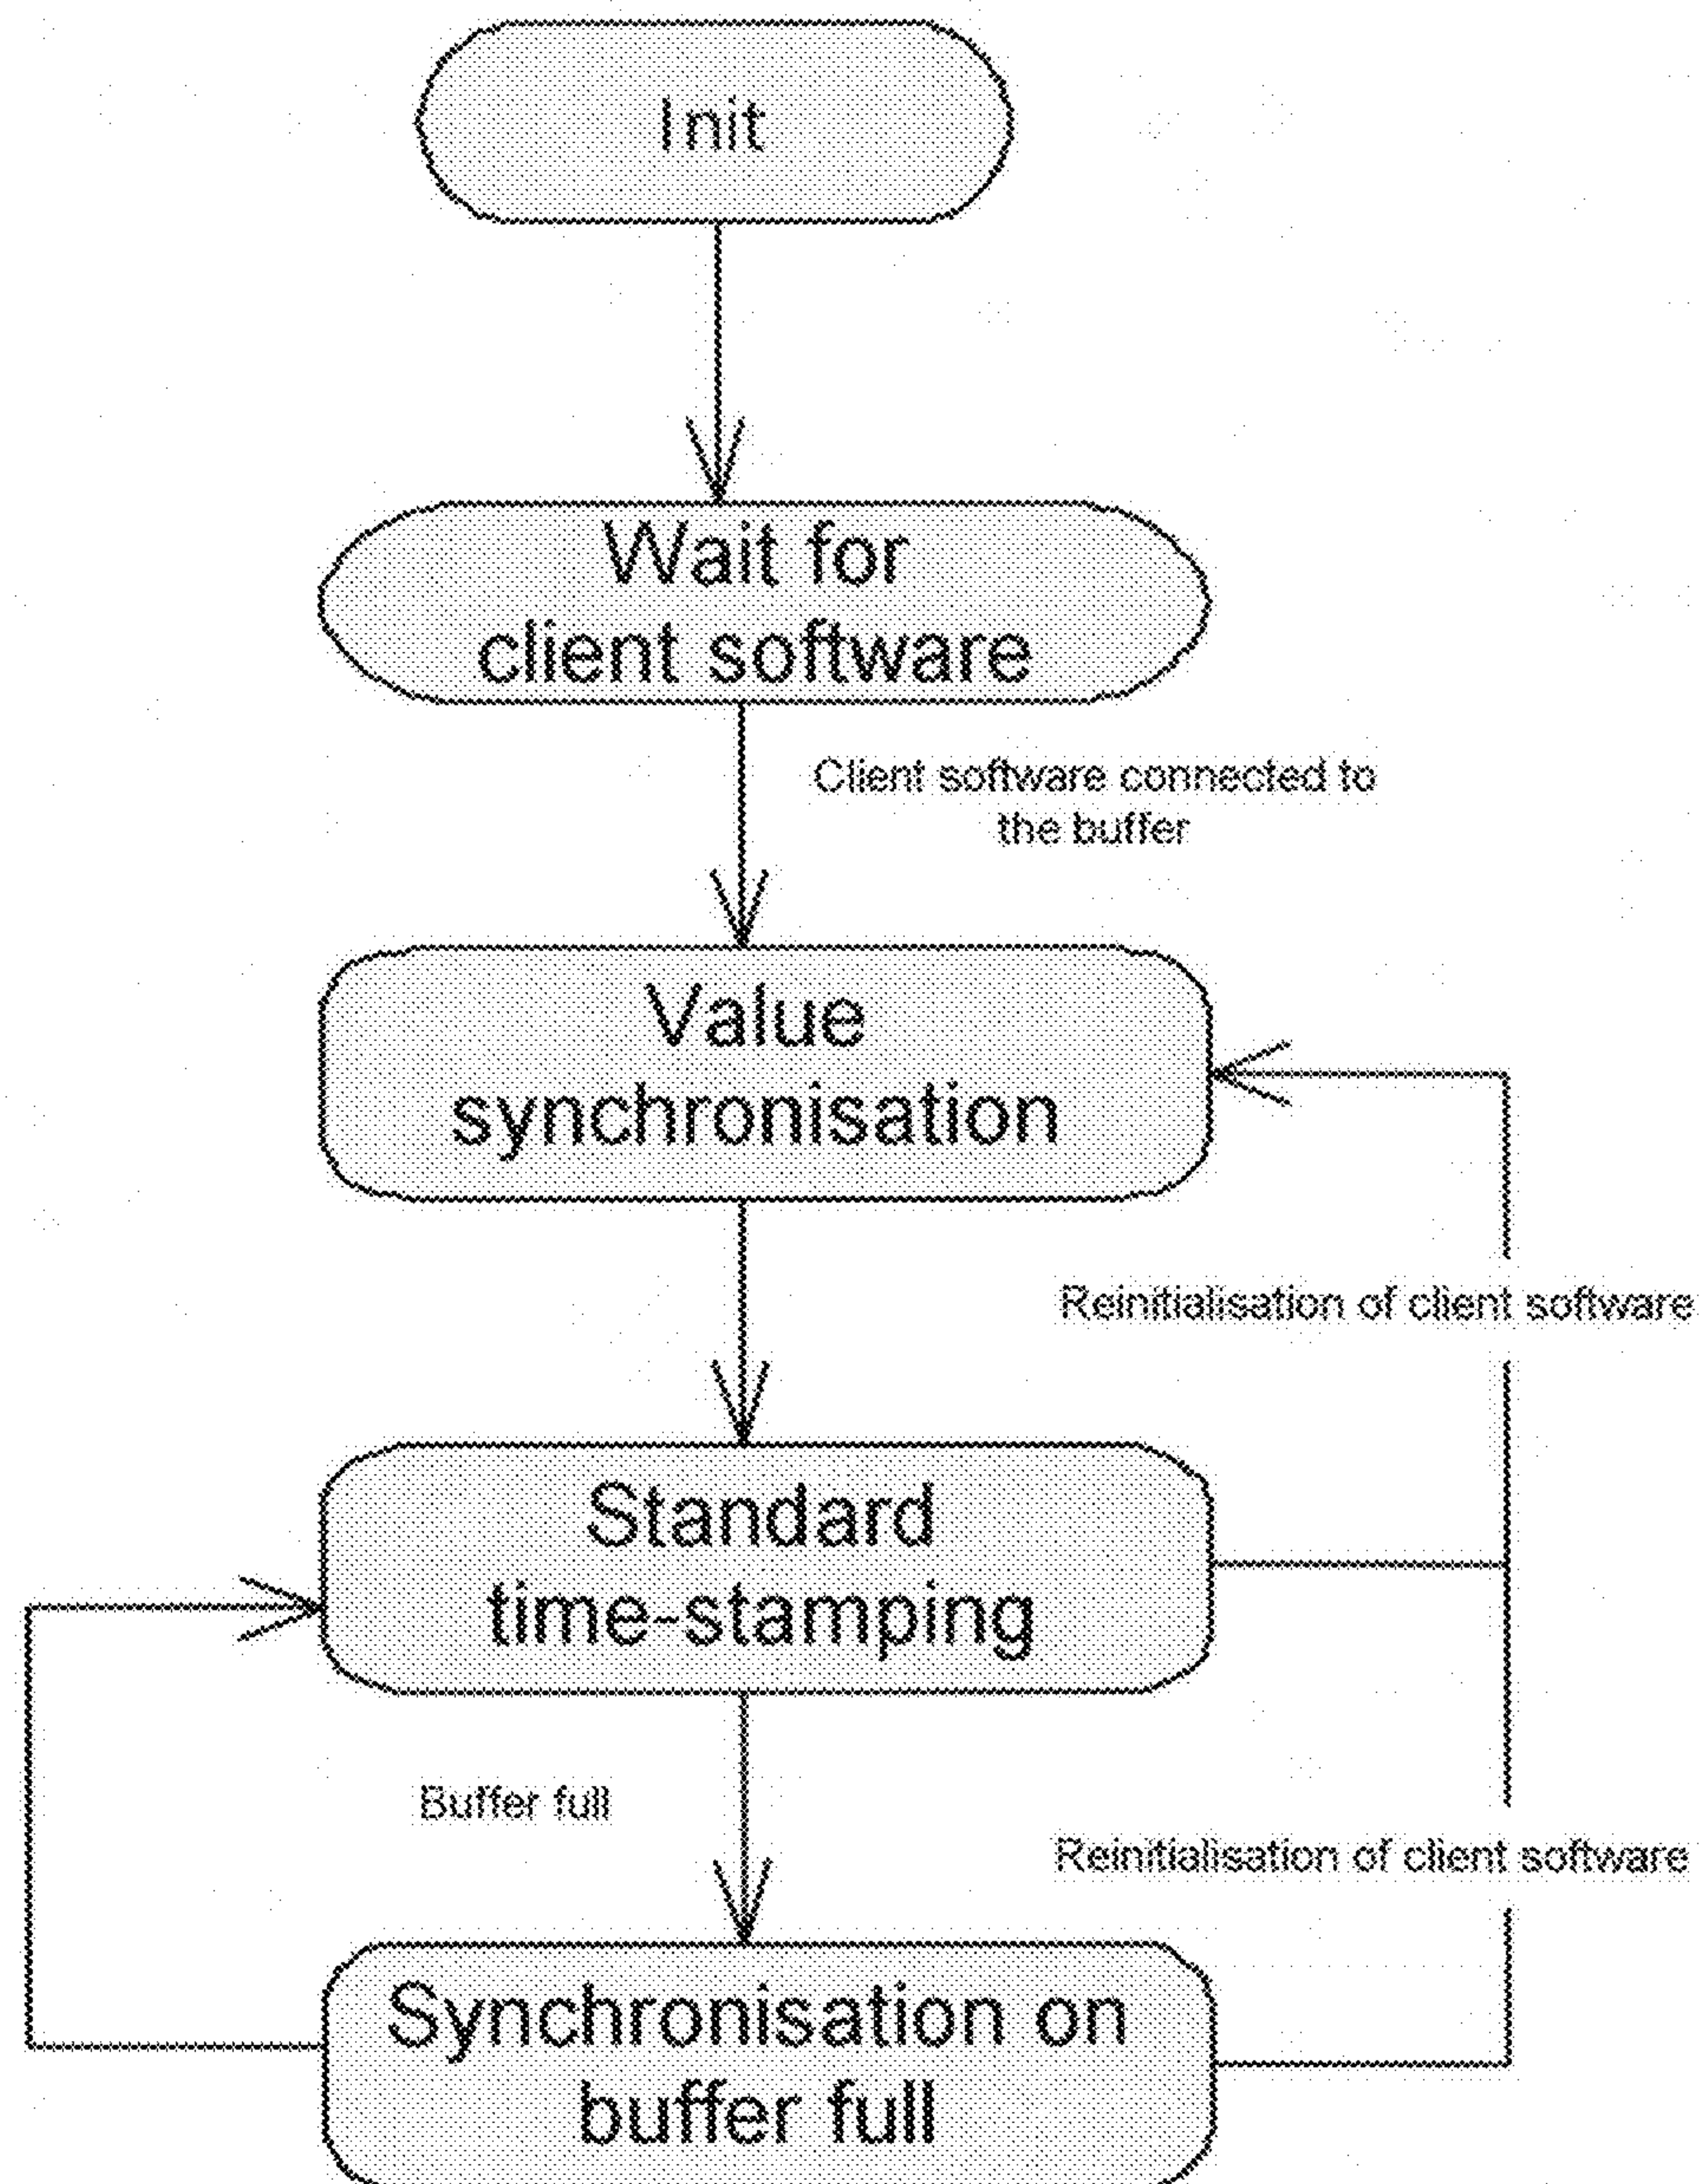 Init
Wait for
client software
Client software connected to
the buffer
Value
synchronisation
Reinitialisation of client software
Standard
time-stamping
Buffer full
Reinitialisation of client software
Synchronisation on
buffer full